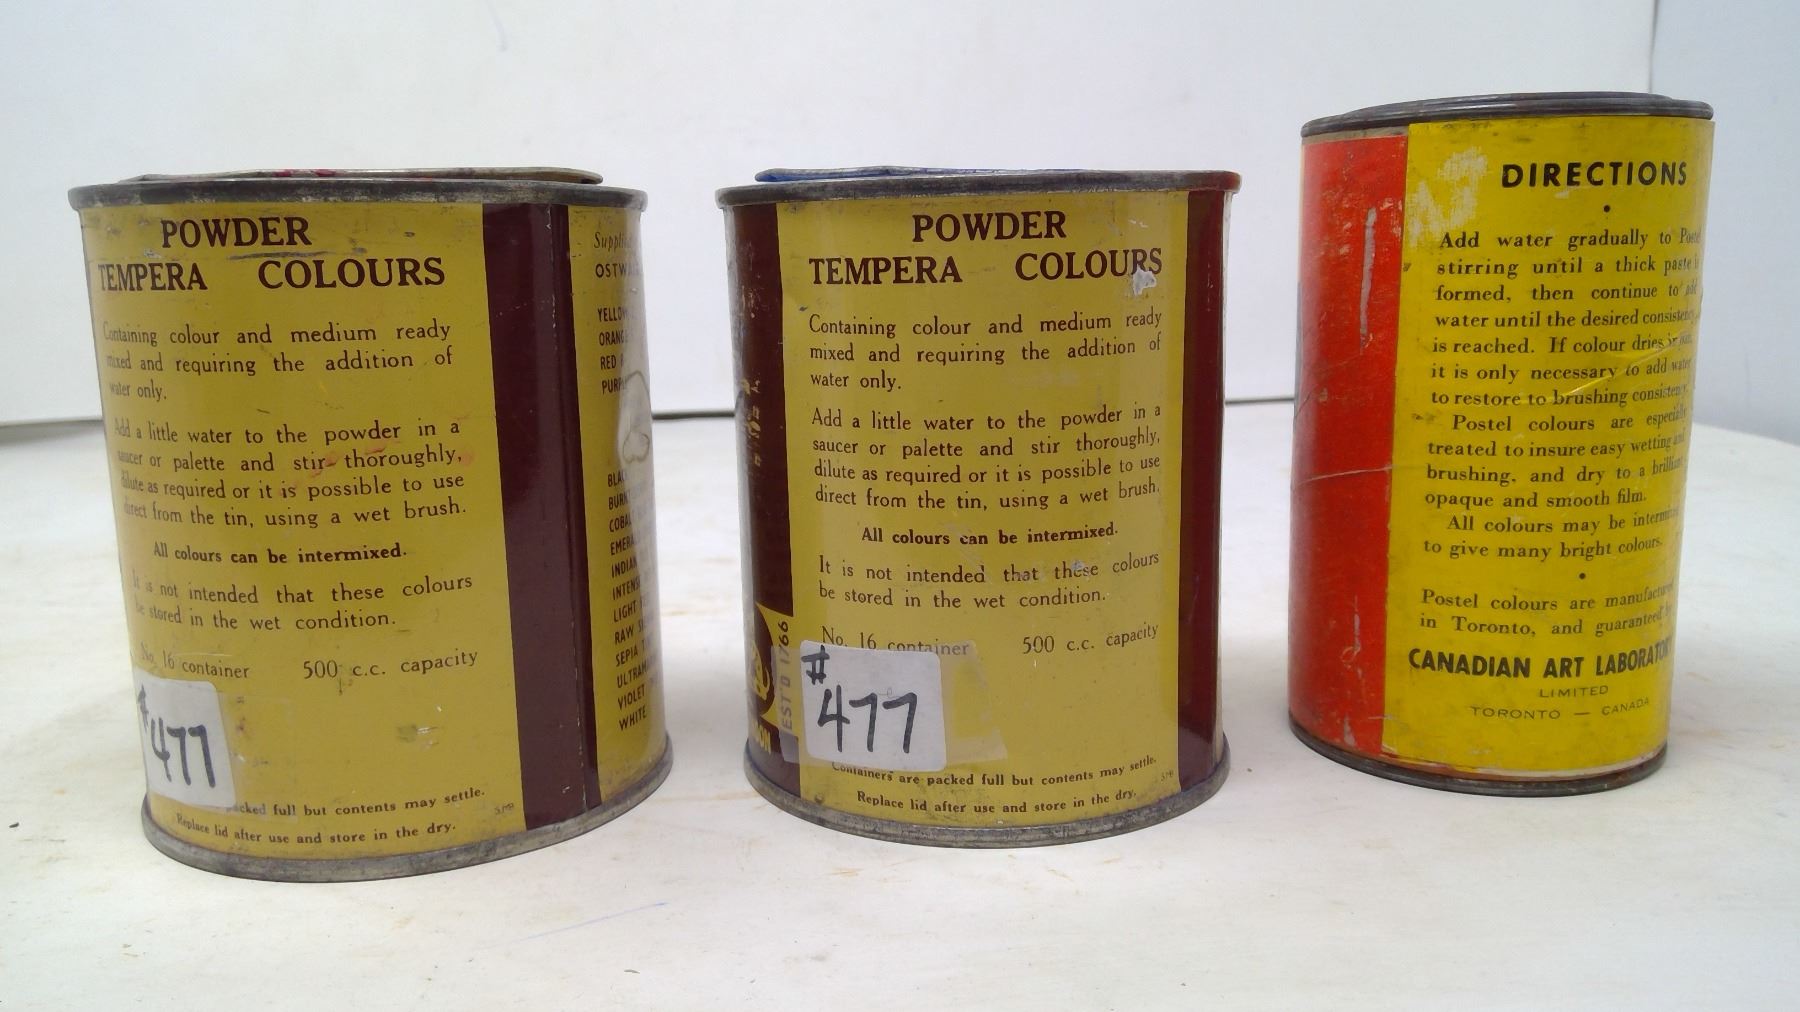 POWDER
TEMPERA COLOURS
Containing colour and medium ready
mixed and requiring the addition of
water only.
Add a little water to the powder in a
saucer or palette and stir thoroughly,
dilute as required or it is possible to use
direct from the tin, using a wet brush.
All colours can be intermixed.
It is not intended that these colours
be stored in the wet condition.
No. 16 container 500 c.c. capacity
#477
packed full but contents may settle.
Replace lid after use and store in the dry.
YELLOW
ORANGE
RED
BLACK
LIGHT
RAW
SEPIA
VIOLET
WHITE
POWDER
TEMPERA COLOURS
Containing colour and medium ready
mixed and requiring the addition of
water only.
Add a little water to the powder in a
saucer or palette and stir thoroughly,
dilute as required or it is possible to use
direct from the tin, using a wet brush.
All colours can be intermixed.
It is not intended that these colours
be stored in the wet condition.
No. 16 container 500 c.c. capacity
#477
Containers are packed full but contents may settle.
Replace lid after use and store in the dry.
ESTD 1766
DIRECTIONS
Add water gradually to Postel
stirring until a thick paste is
formed, then continue to add
water until the desired consistency
is reached. If colour dries in jar,
it is only necessary to add water
to restore to brushing consistency.
Postel colours are especially
treated to insure easy wetting and
brushing, and dry to a brilliant
opaque and smooth film.
All colours may be intermixed
to give many bright colours.
Postel colours are manufactured
in Toronto, and guaranteed by
CANADIAN ART LABORATORY
LIMITED
TORONTO — CANADA